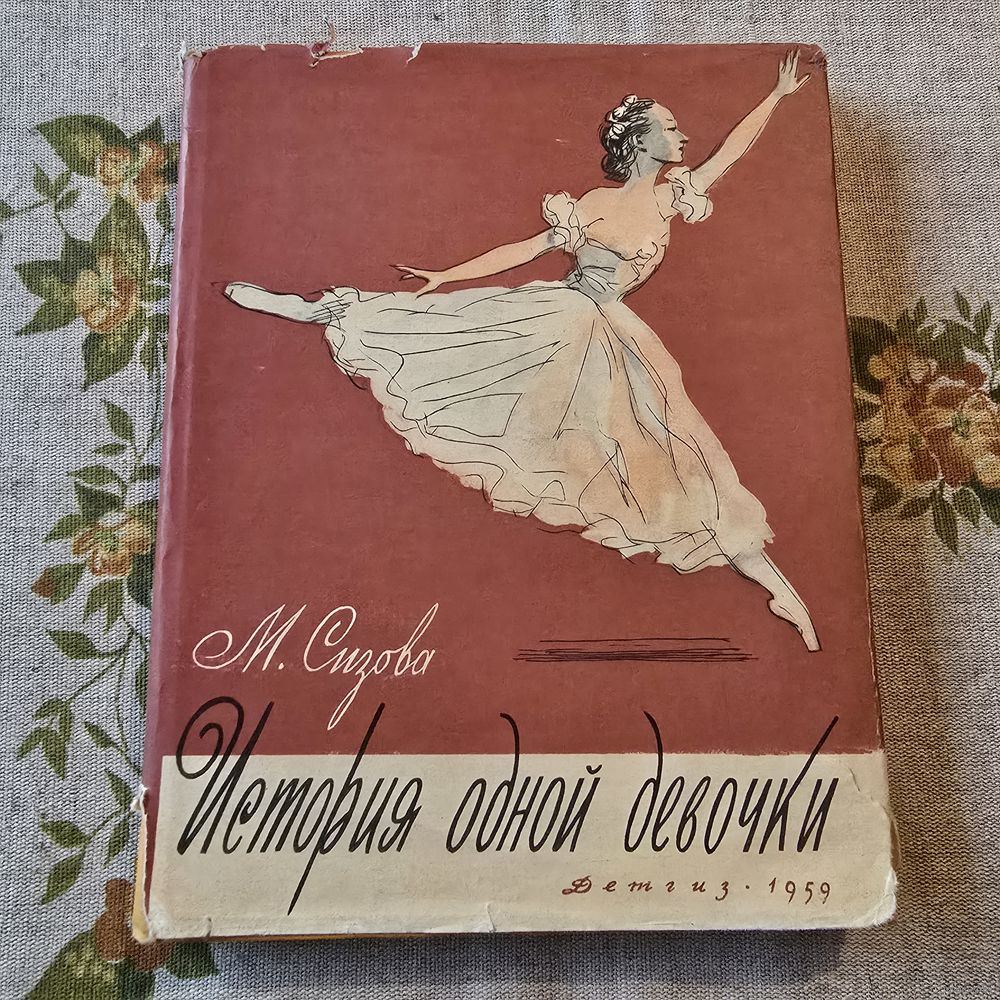 М. Сизова
История одной девочки
Детгиз · 1959